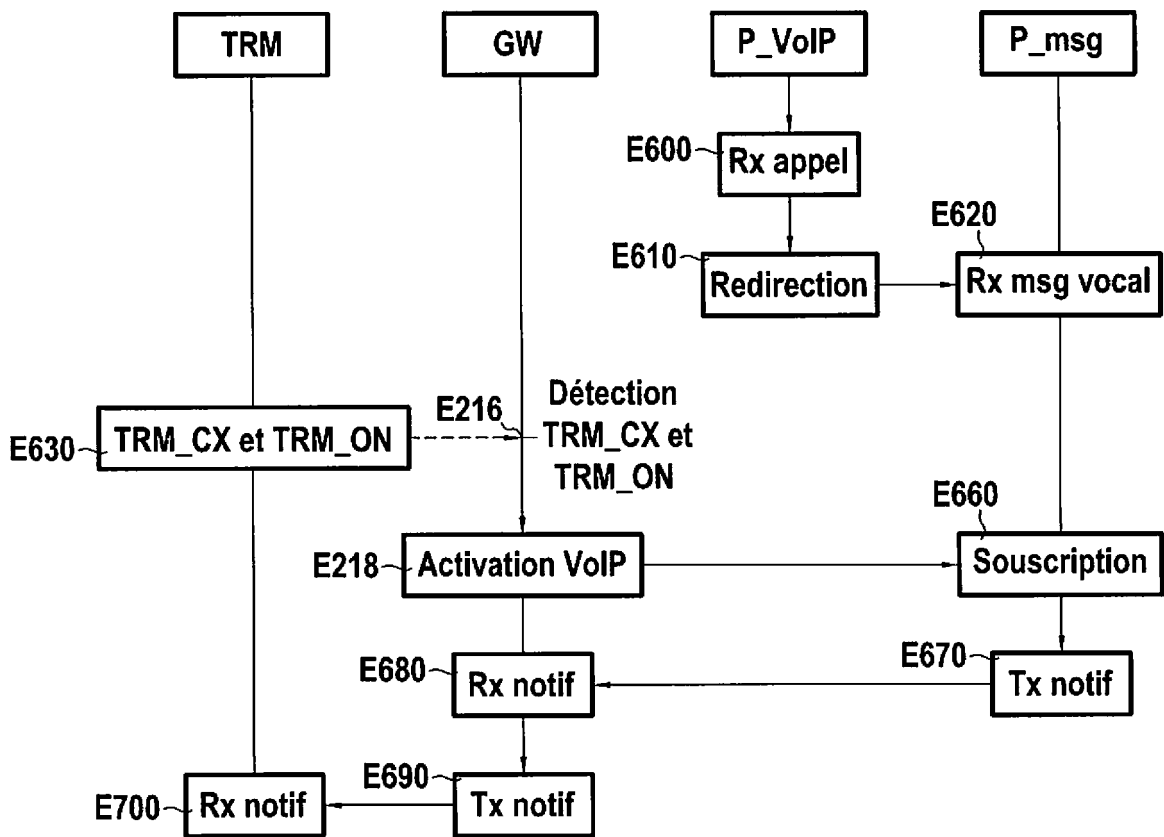 TRM
GW
P_VoIP
P_msg
E600
Rx appel
E610
Redirection
E620
Rx msg vocal
E630
TRM_CX et TRM_ON
E216
Détection
TRM_CX et
TRM_ON
E218
Activation VoIP
E660
Souscription
E670
Tx notif
E680
Rx notif
E690
Tx notif
E700
Rx notif